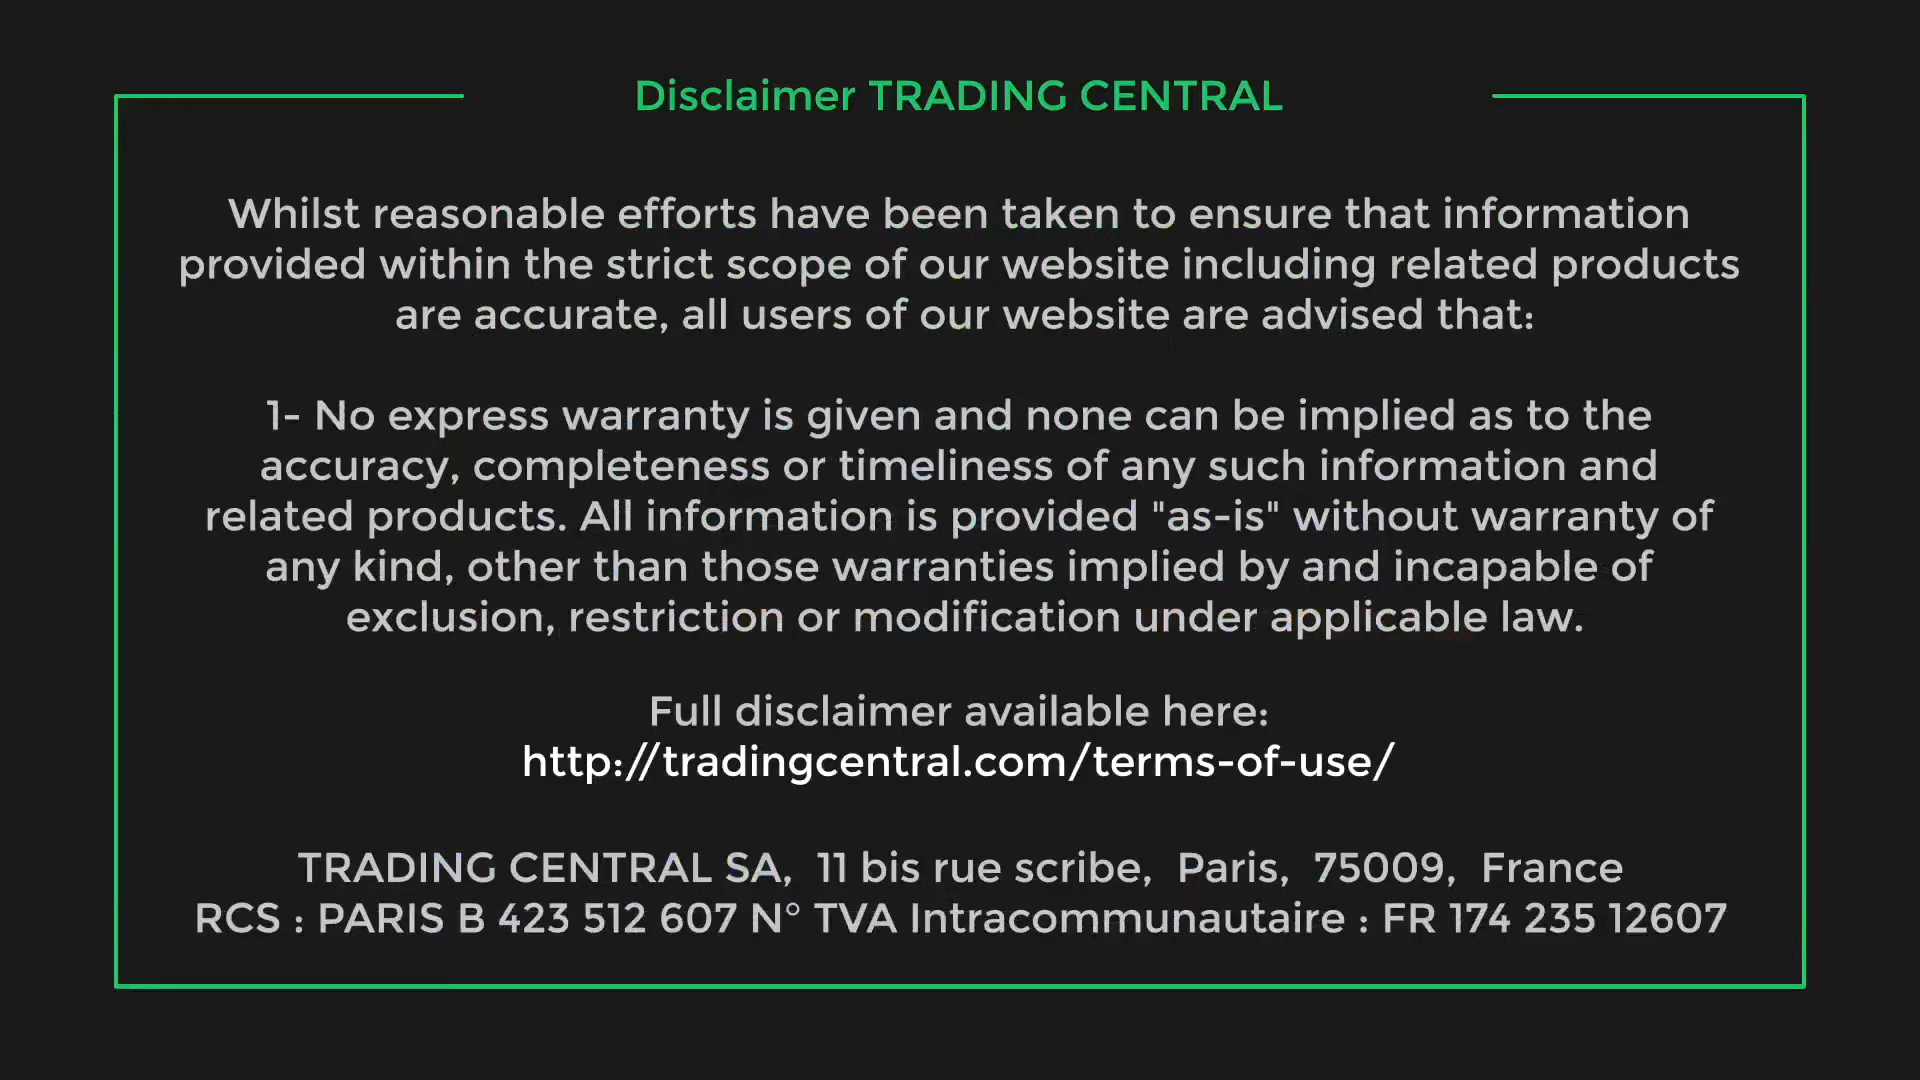 Disclaimer TRADING CENTRAL
Whilst reasonable efforts have been taken to ensure that information
provided within the strict scope of our website including related products
are accurate, all users of our website are advised that:
1- No express warranty is given and none can be implied as to the
accuracy, completeness or timeliness of any such information and
related products. All information is provided "as-is" without warranty of
any kind, other than those warranties implied by and incapable of
exclusion, restriction or modification under applicable law.
Full disclaimer available here:
http://tradingcentral.com/terms-of-use/
TRADING CENTRAL SA, 11 bis rue scribe, Paris, 75009, France
RCS : PARIS B 423 512 607 N° TVA Intracommunautaire : FR 174 235 12607